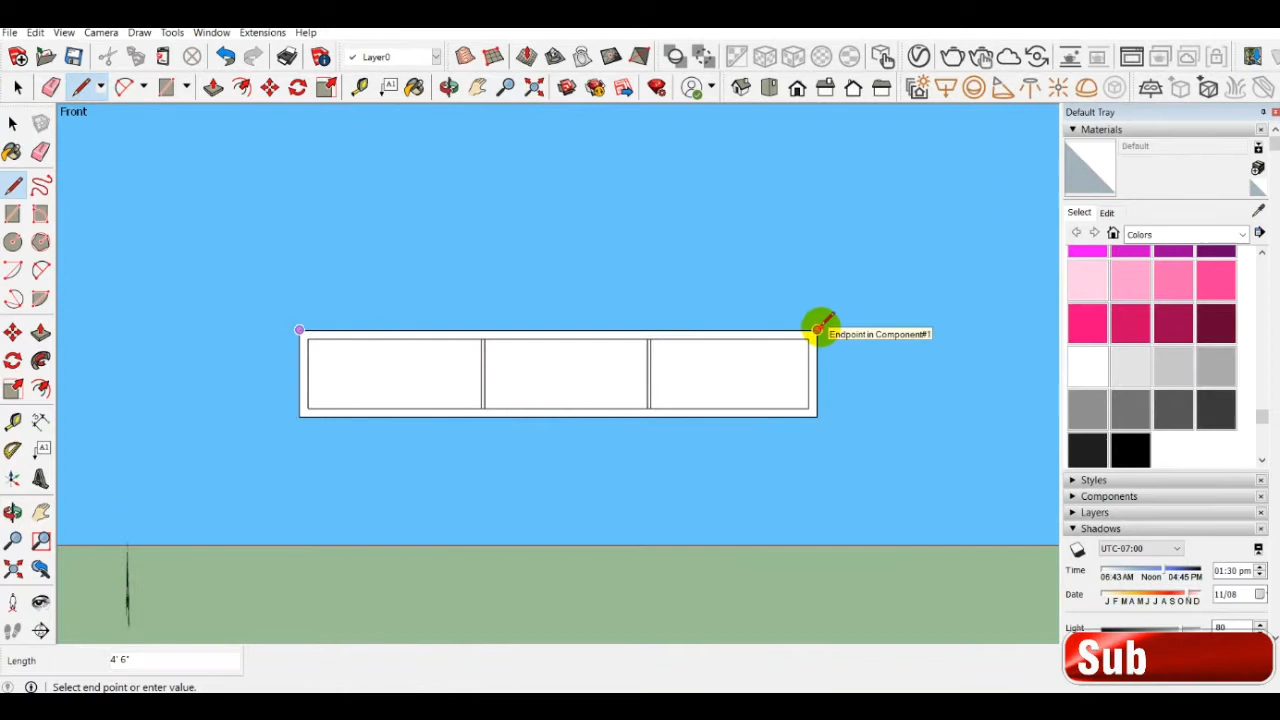 File Edit View Camera Draw Tools Window Extensions Help
Layer0
Front
Default Tray
Materials
Default
Select Edit
Colors
Endpoint in Component#1
A1
Styles
Components
Layers
Shadows
UTC-07:00
Time 01:30 pm
06:43 AM Noon 04:45 PM
Date 11/08
J F M A M J J A S O N D
Light 80
Length 4' 6"
Sub
Select end point or enter value.